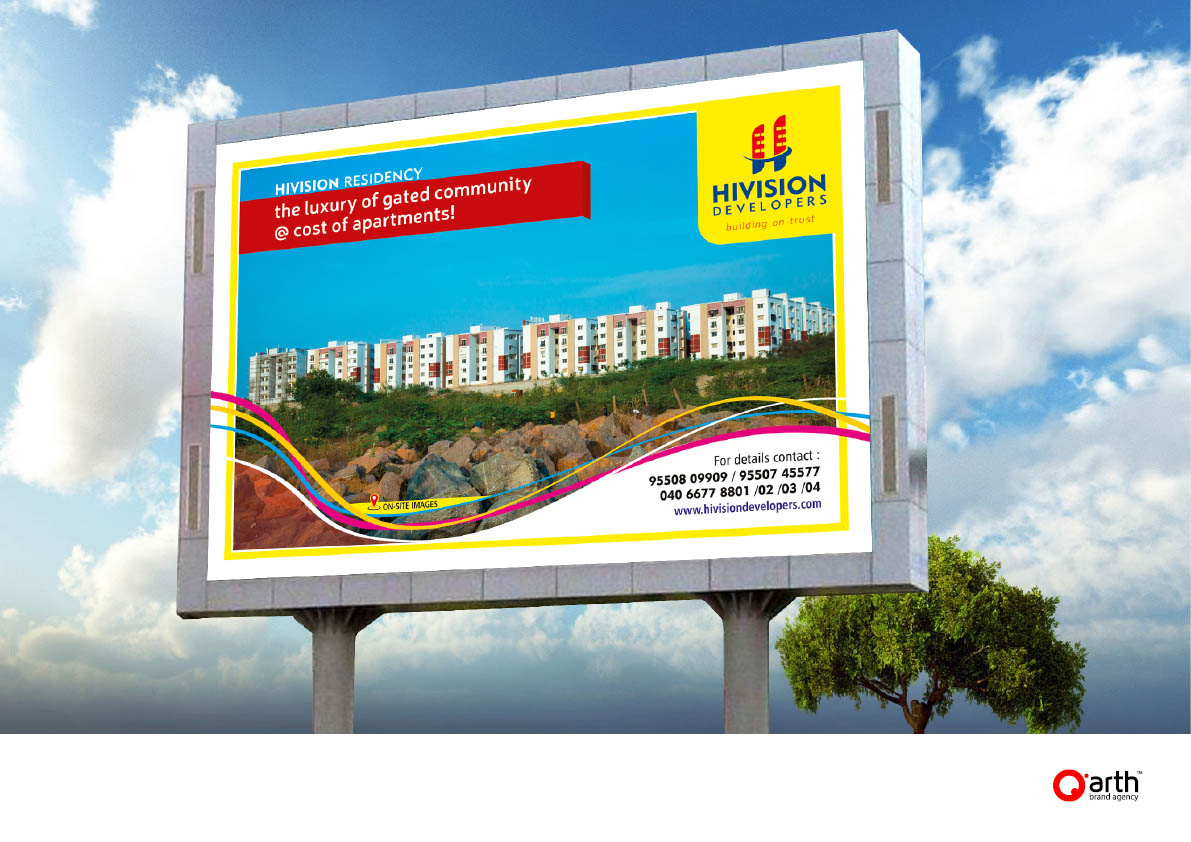 HIVISION RESIDENCY
the luxury of gated community
@ cost of apartments!
HIVISION
DEVELOPERS
building on trust
ON-SITE IMAGES
For details contact :
95508 09909 / 95507 45577
040 6677 8801 /02 /03 /04
www.hivisiondevelopers.com
arth™
brand agency